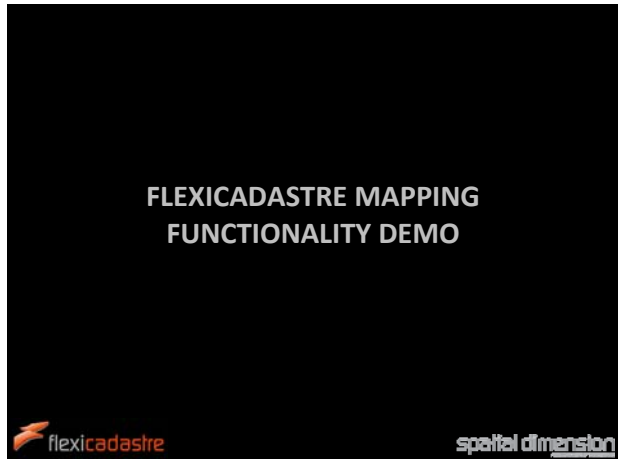 FLEXICADASTRE MAPPING
FUNCTIONALITY DEMO
flexicadastre
spatial dimension